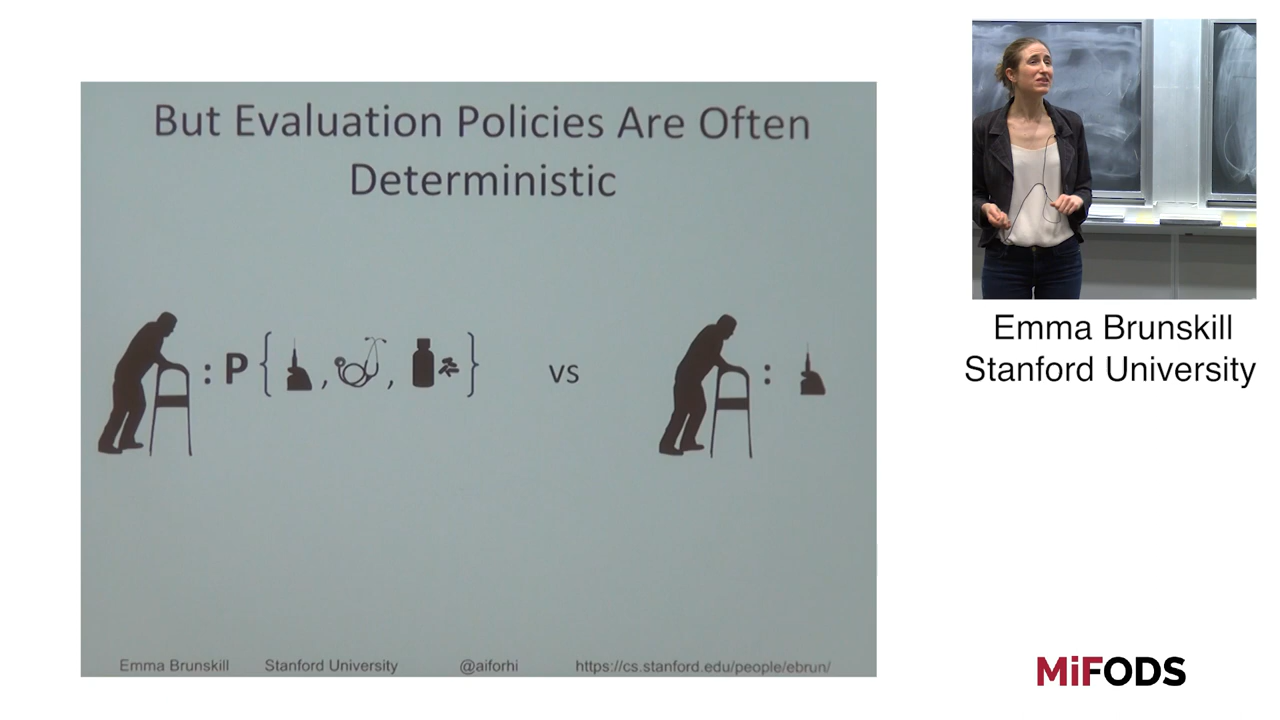 But Evaluation Policies Are Often
Deterministic
: P { , , } vs :
Emma Brunskill Stanford University @aiforhi https://cs.stanford.edu/people/ebrun/
Emma Brunskill
Stanford University
MiFODS